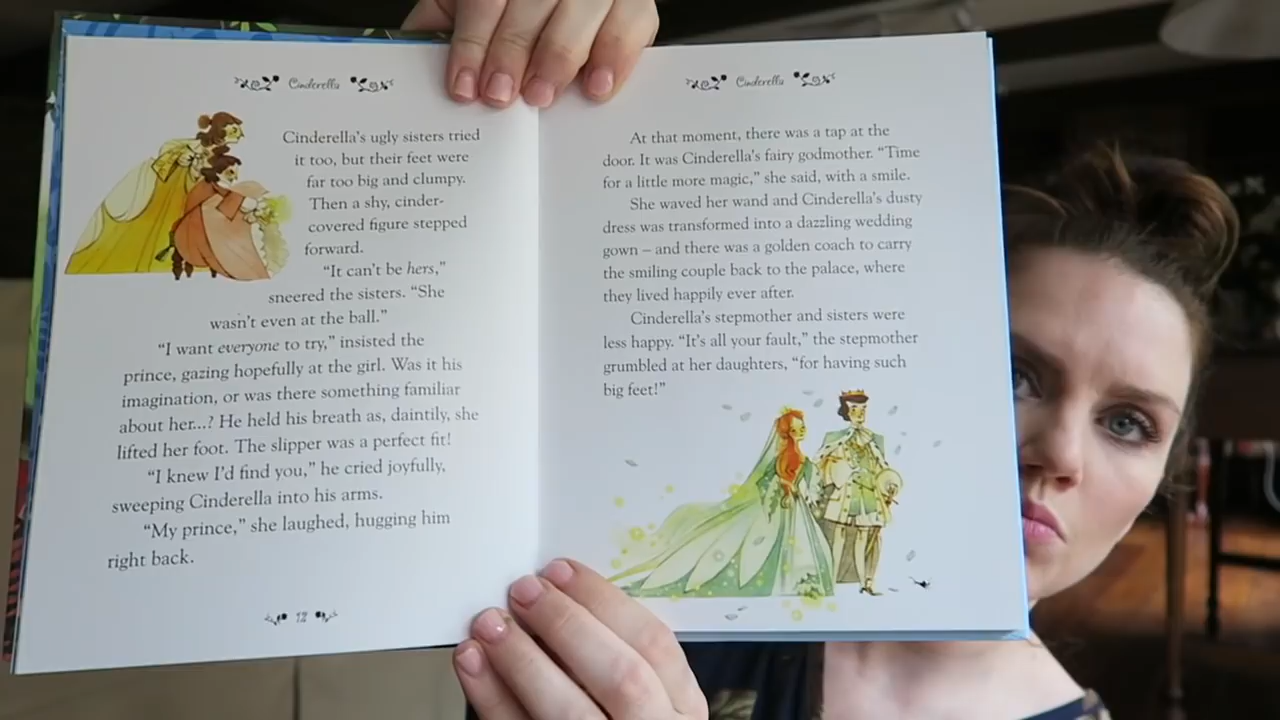 Cinderella
Cinderella's ugly sisters tried
it too, but their feet were
far too big and clumpy.
Then a shy, cinder-
covered figure stepped
forward.
“It can't be hers,”
sneered the sisters. “She
wasn't even at the ball.”
“I want everyone to try,” insisted the
prince, gazing hopefully at the girl. Was it his
imagination, or was there something familiar
about her...? He held his breath as, daintily, she
lifted her foot. The slipper was a perfect fit!
“I knew I'd find you,” he cried joyfully,
sweeping Cinderella into his arms.
“My prince,” she laughed, hugging him
right back.
12
Cinderella
At that moment, there was a tap at the
door. It was Cinderella's fairy godmother. “Time
for a little more magic,” she said, with a smile.
She waved her wand and Cinderella's dusty
dress was transformed into a dazzling wedding
gown – and there was a golden coach to carry
the smiling couple back to the palace, where
they lived happily ever after.
Cinderella's stepmother and sisters were
less happy. “It's all your fault,” the stepmother
grumbled at her daughters, “for having such
big feet!”